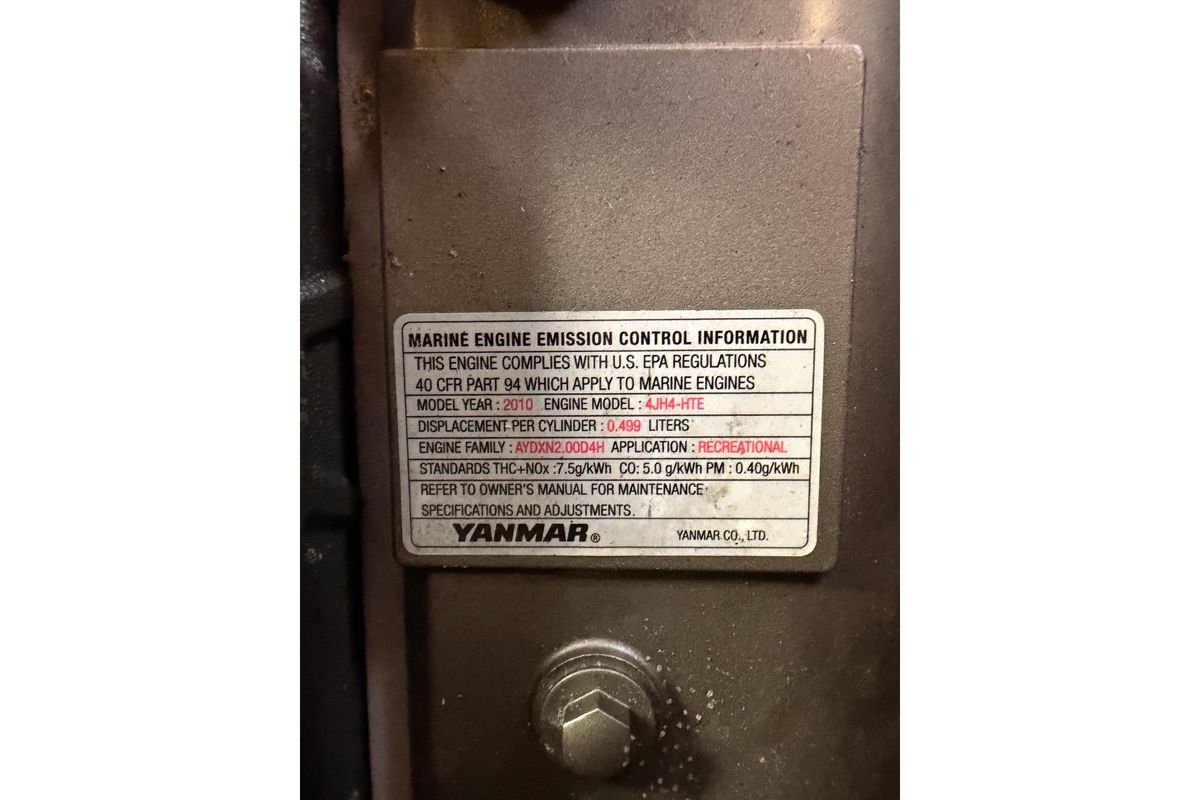 MARINE ENGINE EMISSION CONTROL INFORMATION
THIS ENGINE COMPLIES WITH U.S. EPA REGULATIONS
40 CFR PART 94 WHICH APPLY TO MARINE ENGINES
MODEL YEAR : 2010 ENGINE MODEL : 4JH4-HTE
DISPLACEMENT PER CYLINDER : 0.499 LITERS
ENGINE FAMILY : AYDXN2.00D4H APPLICATION : RECREATIONAL
STANDARDS THC+NOx :7.5g/kWh CO: 5.0 g/kWh PM : 0.40g/kWh
REFER TO OWNER'S MANUAL FOR MAINTENANCE
SPECIFICATIONS AND ADJUSTMENTS.
YANMAR® YANMAR CO., LTD.